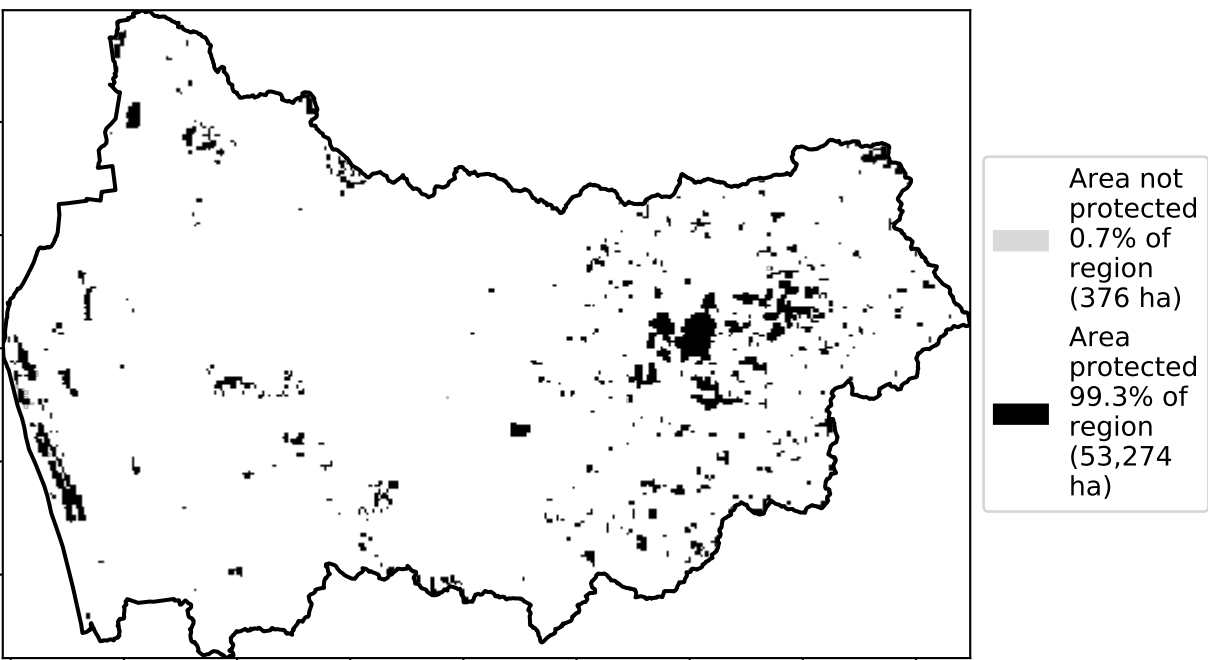 Area not
protected
0.7% of
region
(376 ha)
Area
protected
99.3% of
region
(53,274
ha)